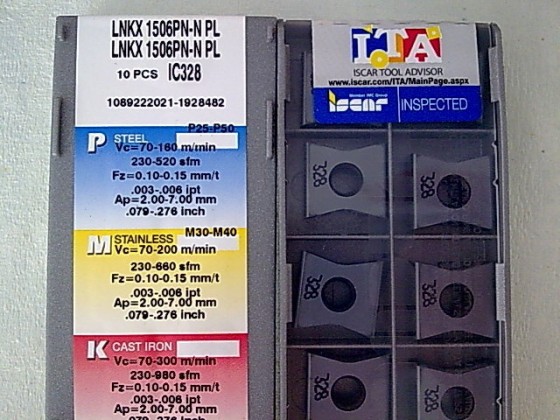 LNKX 1506PN-N PL
LNKX 1506PN-N PL
10 PCS IC328
1089222021-1928482
P STEEL P25-P50
Vc=70-160 m/min
230-520 sfm
Fz=0.10-0.15 mm/t
.003-.006 ipt
Ap=2.00-7.00 mm
.079-.276 inch
M STAINLESS M30-M40
Vc=70-200 m/min
230-660 sfm
Fz=0.10-0.15 mm/t
.003-.006 ipt
Ap=2.00-7.00 mm
.079-.276 inch
K CAST IRON
Vc=70-300 m/min
230-980 sfm
Fz=0.10-0.15 mm/t
.003-.006 ipt
Ap=2.00-7.00 mm
ITA
ISCAR TOOL ADVISOR
www.iscar.com/ITA/MainPage.aspx
Member IMC Group
iscar INSPECTED
328
328
328
328
328
328